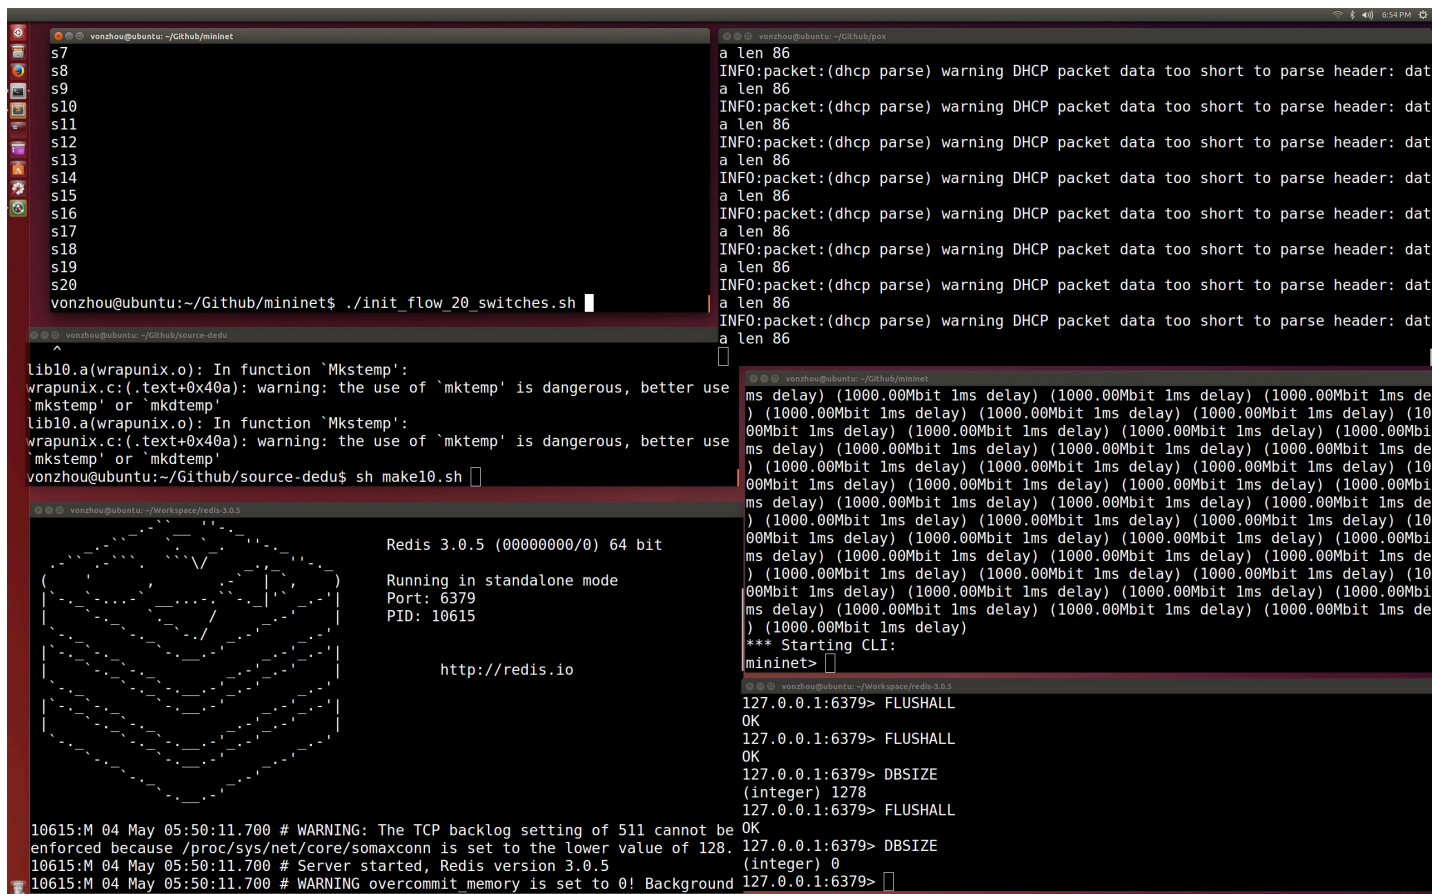 6:54 PM
vonzhou@ubuntu: ~/Github/mininet
s7
s8
s9
s10
s11
s12
s13
s14
s15
s16
s17
s18
s19
s20
vonzhou@ubuntu:~/Github/mininet$ ./init_flow_20_switches.sh
vonzhou@ubuntu: ~/Github/pox
a len 86
INFO:packet:(dhcp parse) warning DHCP packet data too short to parse header: dat
a len 86
INFO:packet:(dhcp parse) warning DHCP packet data too short to parse header: dat
a len 86
INFO:packet:(dhcp parse) warning DHCP packet data too short to parse header: dat
a len 86
INFO:packet:(dhcp parse) warning DHCP packet data too short to parse header: dat
a len 86
INFO:packet:(dhcp parse) warning DHCP packet data too short to parse header: dat
a len 86
INFO:packet:(dhcp parse) warning DHCP packet data too short to parse header: dat
a len 86
INFO:packet:(dhcp parse) warning DHCP packet data too short to parse header: dat
a len 86
INFO:packet:(dhcp parse) warning DHCP packet data too short to parse header: dat
a len 86
vonzhou@ubuntu: ~/Github/source-dedu
^
lib10.a(wrapunix.o): In function `Mkstemp':
wrapunix.c:(.text+0x40a): warning: the use of `mktemp' is dangerous, better use
`mkstemp' or `mkdtemp'
lib10.a(wrapunix.o): In function `Mkstemp':
wrapunix.c:(.text+0x40a): warning: the use of `mktemp' is dangerous, better use
`mkstemp' or `mkdtemp'
vonzhou@ubuntu:~/Github/source-dedu$ sh make10.sh
vonzhou@ubuntu: ~/Github/mininet
ms delay) (1000.00Mbit 1ms delay) (1000.00Mbit 1ms delay) (1000.00Mbit 1ms de
) (1000.00Mbit 1ms delay) (1000.00Mbit 1ms delay) (1000.00Mbit 1ms delay) (10
00Mbit 1ms delay) (1000.00Mbit 1ms delay) (1000.00Mbit 1ms delay) (1000.00Mbi
ms delay) (1000.00Mbit 1ms delay) (1000.00Mbit 1ms delay) (1000.00Mbit 1ms de
) (1000.00Mbit 1ms delay) (1000.00Mbit 1ms delay) (1000.00Mbit 1ms delay) (10
00Mbit 1ms delay) (1000.00Mbit 1ms delay) (1000.00Mbit 1ms delay) (1000.00Mbi
ms delay) (1000.00Mbit 1ms delay) (1000.00Mbit 1ms delay) (1000.00Mbit 1ms de
) (1000.00Mbit 1ms delay) (1000.00Mbit 1ms delay) (1000.00Mbit 1ms delay) (10
00Mbit 1ms delay) (1000.00Mbit 1ms delay) (1000.00Mbit 1ms delay) (1000.00Mbi
ms delay) (1000.00Mbit 1ms delay) (1000.00Mbit 1ms delay) (1000.00Mbit 1ms de
) (1000.00Mbit 1ms delay) (1000.00Mbit 1ms delay) (1000.00Mbit 1ms delay) (10
00Mbit 1ms delay) (1000.00Mbit 1ms delay) (1000.00Mbit 1ms delay) (1000.00Mbi
ms delay) (1000.00Mbit 1ms delay) (1000.00Mbit 1ms delay) (1000.00Mbit 1ms de
) (1000.00Mbit 1ms delay)
*** Starting CLI:
mininet>
vonzhou@ubuntu: ~/Workspace/redis-3.0.5
Redis 3.0.5 (00000000/0) 64 bit
Running in standalone mode
Port: 6379
PID: 10615
http://redis.io
10615:M 04 May 05:50:11.700 # WARNING: The TCP backlog setting of 511 cannot be
enforced because /proc/sys/net/core/somaxconn is set to the lower value of 128.
10615:M 04 May 05:50:11.700 # Server started, Redis version 3.0.5
10615:M 04 May 05:50:11.700 # WARNING overcommit_memory is set to 0! Background
vonzhou@ubuntu: ~/Workspace/redis-3.0.5
127.0.0.1:6379> FLUSHALL
OK
127.0.0.1:6379> FLUSHALL
OK
127.0.0.1:6379> DBSIZE
(integer) 1278
127.0.0.1:6379> FLUSHALL
OK
127.0.0.1:6379> DBSIZE
(integer) 0
127.0.0.1:6379>